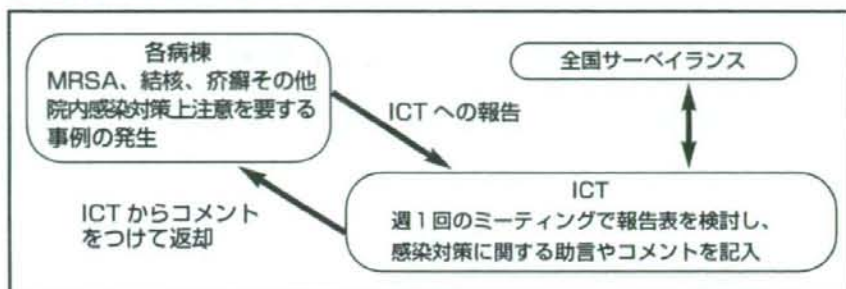 各病棟
MRSA、結核、疥癬その他
院内感染対策上注意を要する
事例の発生
全国サーベイランス
ICT への報告
ICT からコメント
をつけて返却
ICT
週1回のミーティングで報告表を検討し、
感染対策に関する助言やコメントを記入